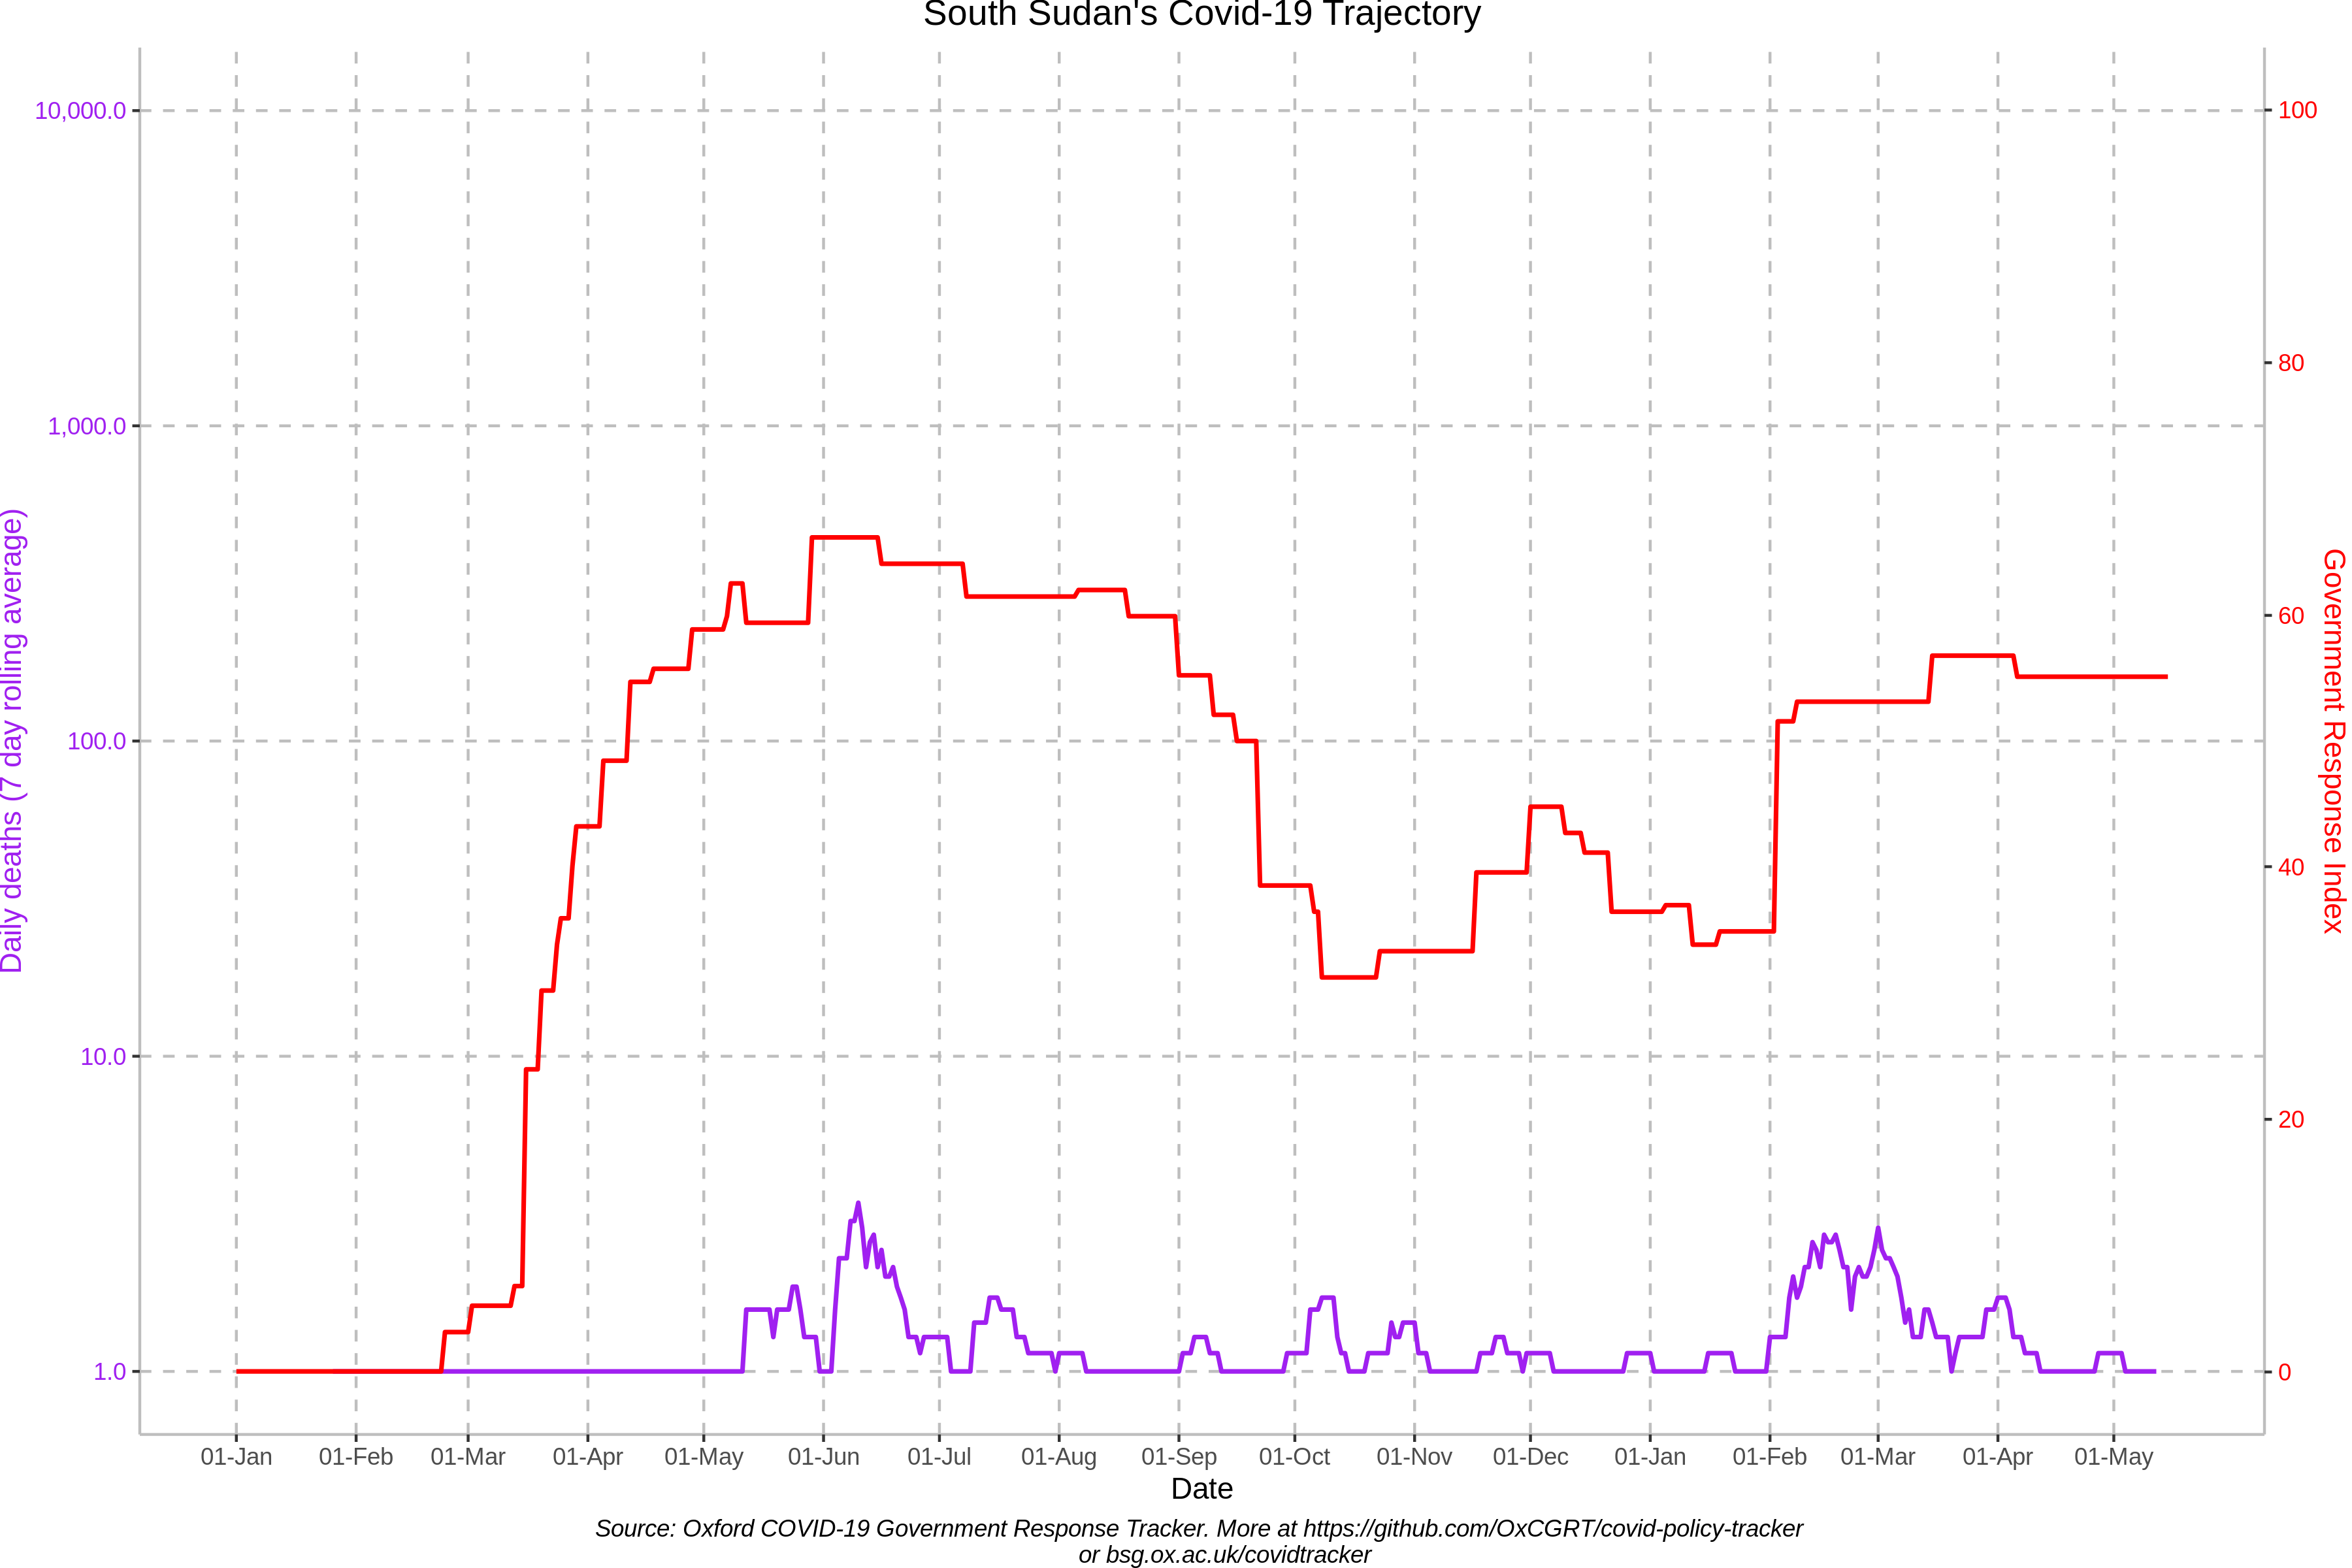 South Sudan's Covid-19 Trajectory
10,000.0
1,000.0
100.0
10.0
1.0
Daily deaths (7 day rolling average)
100
80
60
40
20
0
Government Response Index
01-Jan 01-Feb 01-Mar 01-Apr 01-May 01-Jun 01-Jul 01-Aug 01-Sep 01-Oct 01-Nov 01-Dec 01-Jan 01-Feb 01-Mar 01-Apr 01-May
Date
Source: Oxford COVID-19 Government Response Tracker. More at https://github.com/OxCGRT/covid-policy-tracker
or bsg.ox.ac.uk/covidtracker